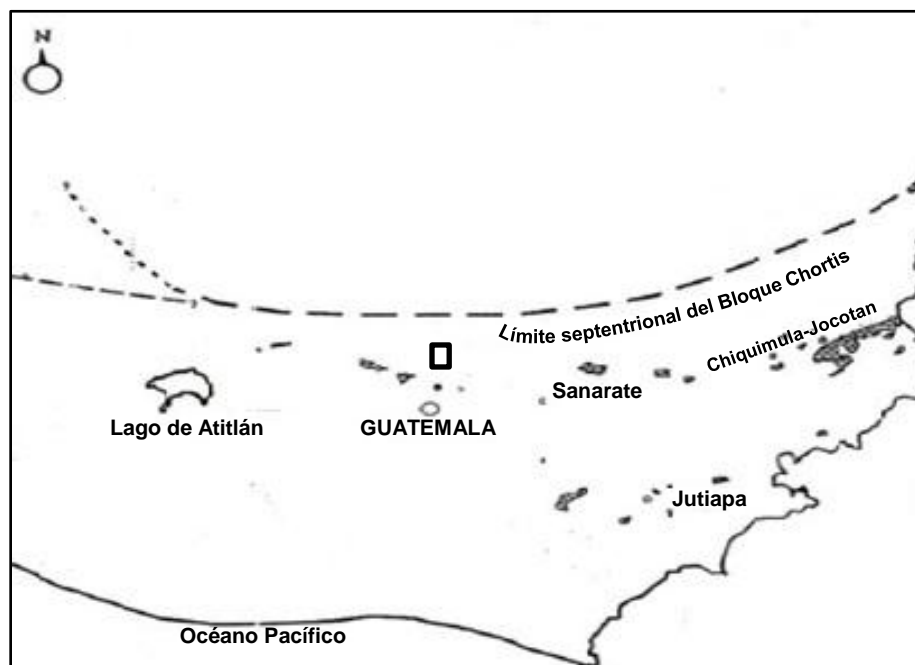 N
Límite septentrional del Bloque Chortis
Chiquimula-Jocotan
Sanarate
Lago de Atitlán
GUATEMALA
Jutiapa
Océano Pacífico